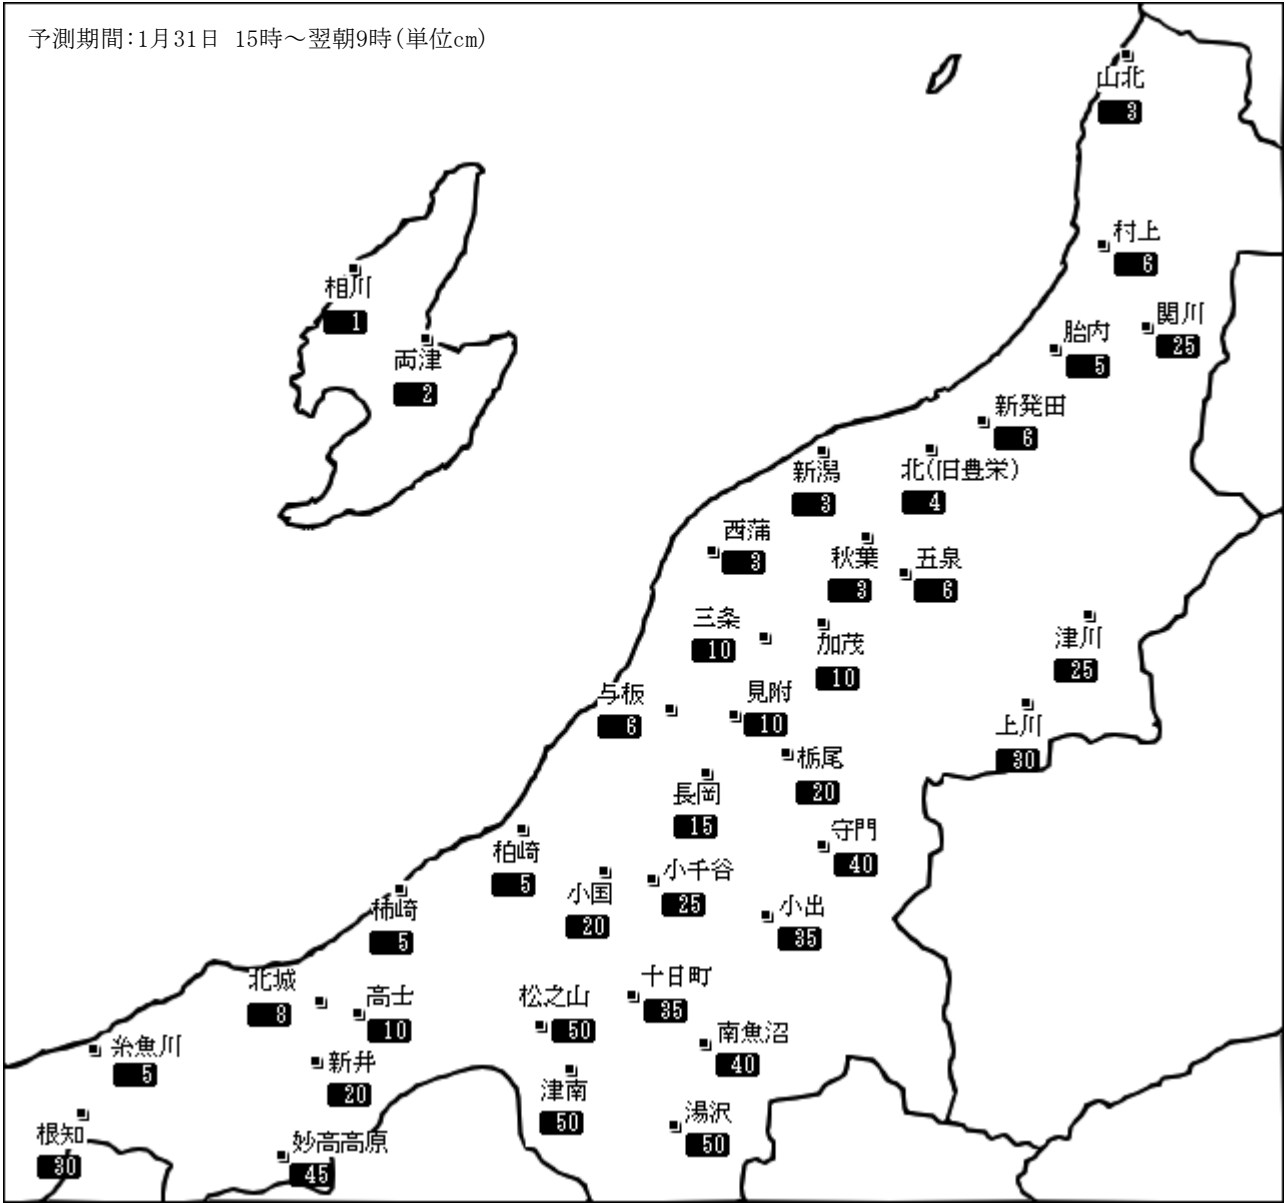 予測期間:1月31日 15時～翌朝9時(単位cm)
山北
3
村上
6
相川
1
関川
25
胎内
5
両津
2
新発田
6
新潟
3
北(旧豊栄)
4
西蒲
3
秋葉
3
五泉
6
三条
10
加茂
10
津川
25
与板
6
見附
10
上川
30
栃尾
20
長岡
15
守門
40
柏崎
5
小国
20
小千谷
25
小出
35
柿崎
5
北城
8
高士
10
松之山
50
十日町
35
南魚沼
40
糸魚川
5
新井
20
津南
50
湯沢
50
根知
30
妙高高原
45